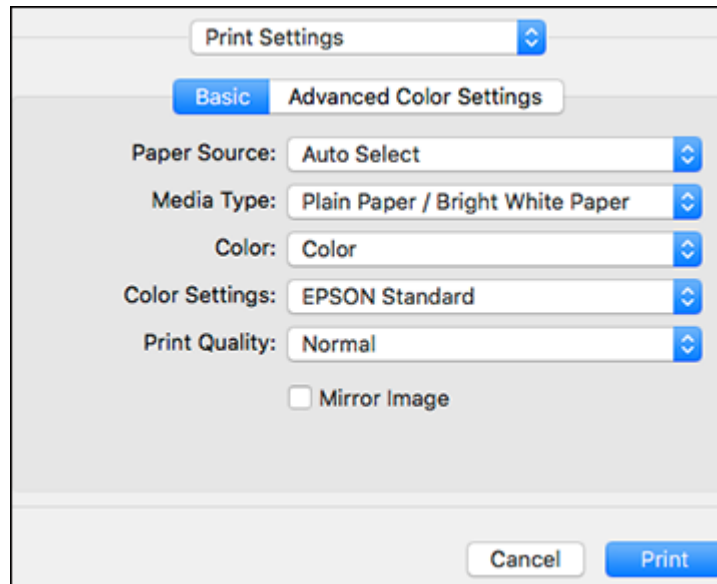 Print Settings
Basic Advanced Color Settings
Paper Source: Auto Select
Media Type: Plain Paper / Bright White Paper
Color: Color
Color Settings: EPSON Standard
Print Quality: Normal
Mirror Image
Cancel Print